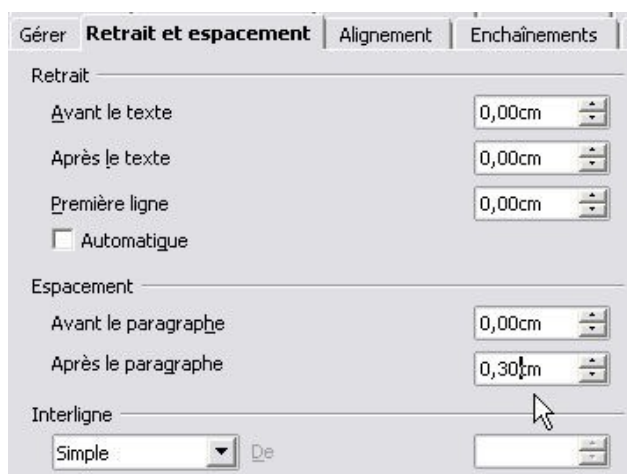 Gérer Retrait et espacement Alignement Enchaînements
Retrait
Avant le texte 0,00cm
Après le texte 0,00cm
Première ligne 0,00cm
Automatique
Espacement
Avant le paragraphe 0,00cm
Après le paragraphe 0,30cm
Interligne
Simple De